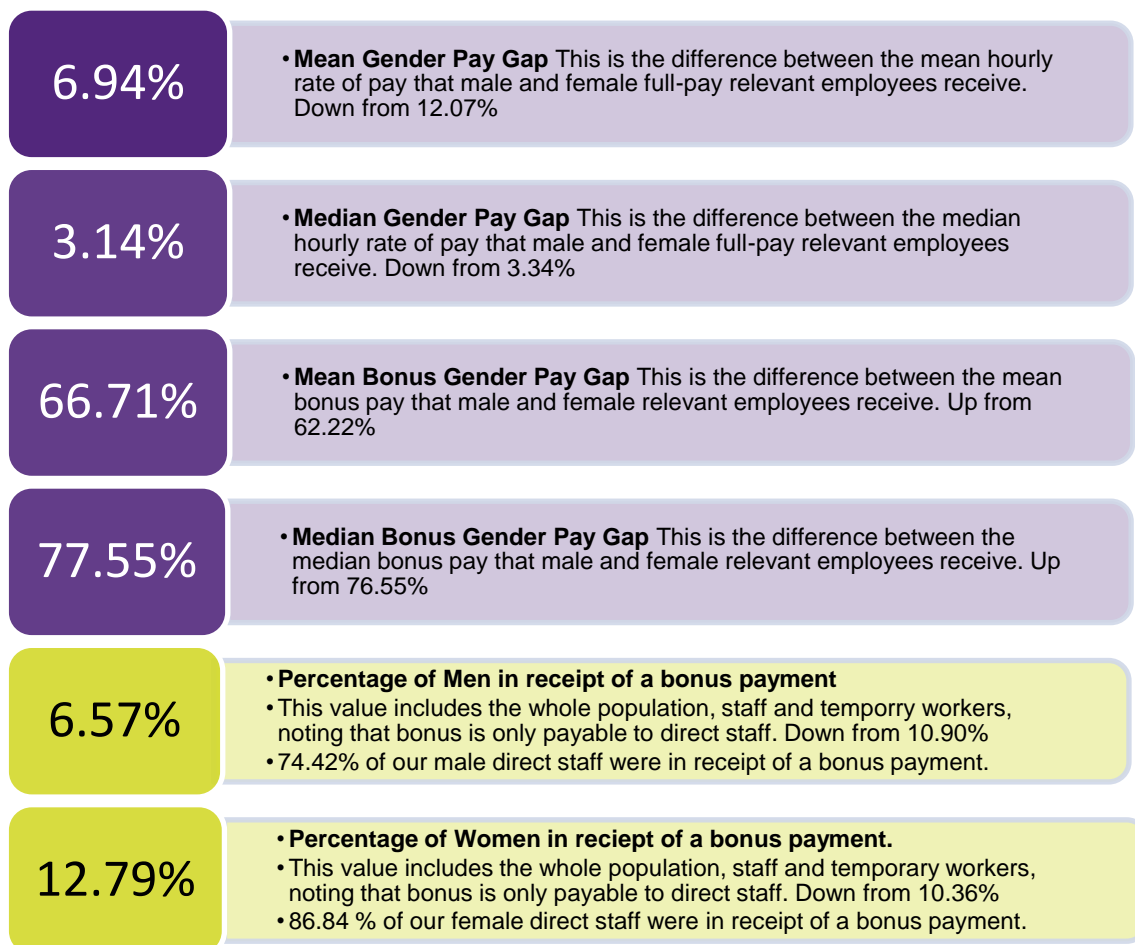 6.94%
• Mean Gender Pay Gap This is the difference between the mean hourly
rate of pay that male and female full-pay relevant employees receive.
Down from 12.07%
3.14%
• Median Gender Pay Gap This is the difference between the median
hourly rate of pay that male and female full-pay relevant employees
receive. Down from 3.34%
66.71%
• Mean Bonus Gender Pay Gap This is the difference between the mean
bonus pay that male and female relevant employees receive. Up from
62.22%
77.55%
• Median Bonus Gender Pay Gap This is the difference between the
median bonus pay that male and female relevant employees receive. Up
from 76.55%
6.57%
• Percentage of Men in receipt of a bonus payment
• This value includes the whole population, staff and temporry workers,
noting that bonus is only payable to direct staff. Down from 10.90%
• 74.42% of our male direct staff were in receipt of a bonus payment.
12.79%
• Percentage of Women in reciept of a bonus payment.
• This value includes the whole population, staff and temporary workers,
noting that bonus is only payable to direct staff. Down from 10.36%
• 86.84 % of our female direct staff were in receipt of a bonus payment.